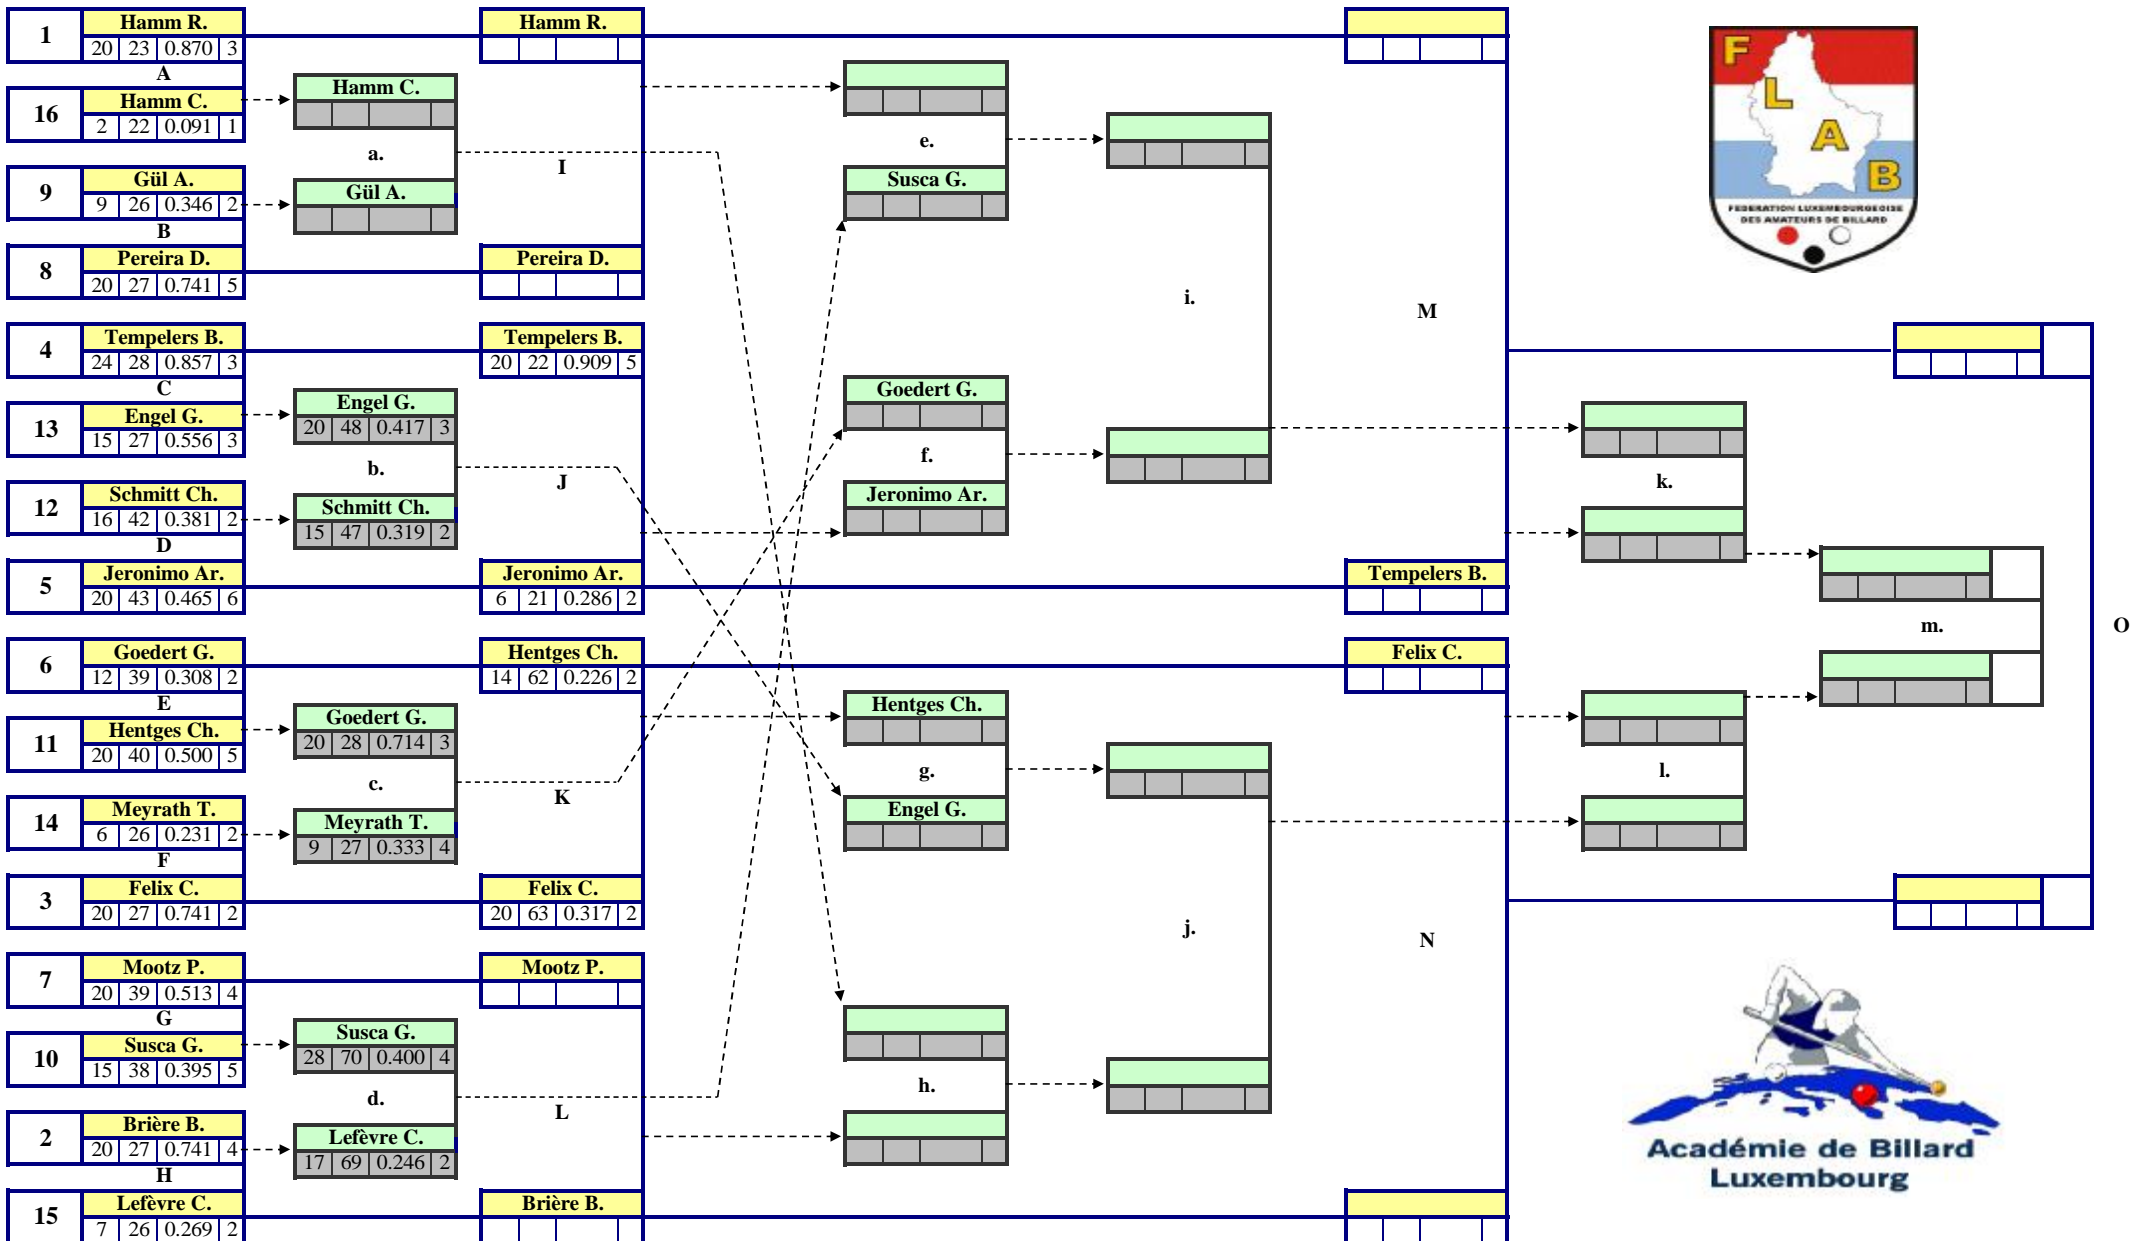 1 Hamm R.
20 23 0.870 3
A
16 Hamm C.
2 22 0.091 1
9 Gül A.
9 26 0.346 2
B
8 Pereira D.
20 27 0.741 5
4 Tempelers B.
24 28 0.857 3
C
13 Engel G.
15 27 0.556 3
12 Schmitt Ch.
16 42 0.381 2
D
5 Jeronimo Ar.
20 43 0.465 6
6 Goedert G.
12 39 0.308 2
E
11 Hentges Ch.
20 40 0.500 5
14 Meyrath T.
6 26 0.231 2
F
3 Felix C.
20 27 0.741 2
7 Mootz P.
20 39 0.513 4
G
10 Susca G.
15 38 0.395 5
2 Brière B.
20 27 0.741 4
H
15 Lefèvre C.
7 26 0.269 2
Hamm C.
a.
Gül A.
Engel G.
20 48 0.417 3
b.
Schmitt Ch.
15 47 0.319 2
Goedert G.
20 28 0.714 3
c.
Meyrath T.
9 27 0.333 4
Susca G.
28 70 0.400 4
d.
Lefèvre C.
17 69 0.246 2
Hamm R.
I
Pereira D.
Tempelers B.
20 22 0.909 5
J
Jeronimo Ar.
6 21 0.286 2
Hentges Ch.
14 62 0.226 2
K
Felix C.
20 63 0.317 2
Mootz P.
L
Brière B.
e.
Susca G.
Goedert G.
f.
Jeronimo Ar.
Hentges Ch.
g.
Engel G.
h.
i.
j.
M
Tempelers B.
Felix C.
N
k.
l.
m.
O
F
L
A
B
FEDERATION LUXEMBOURGEOISE
DES AMATEURS DE BILLARD
Académie de Billard
Luxembourg